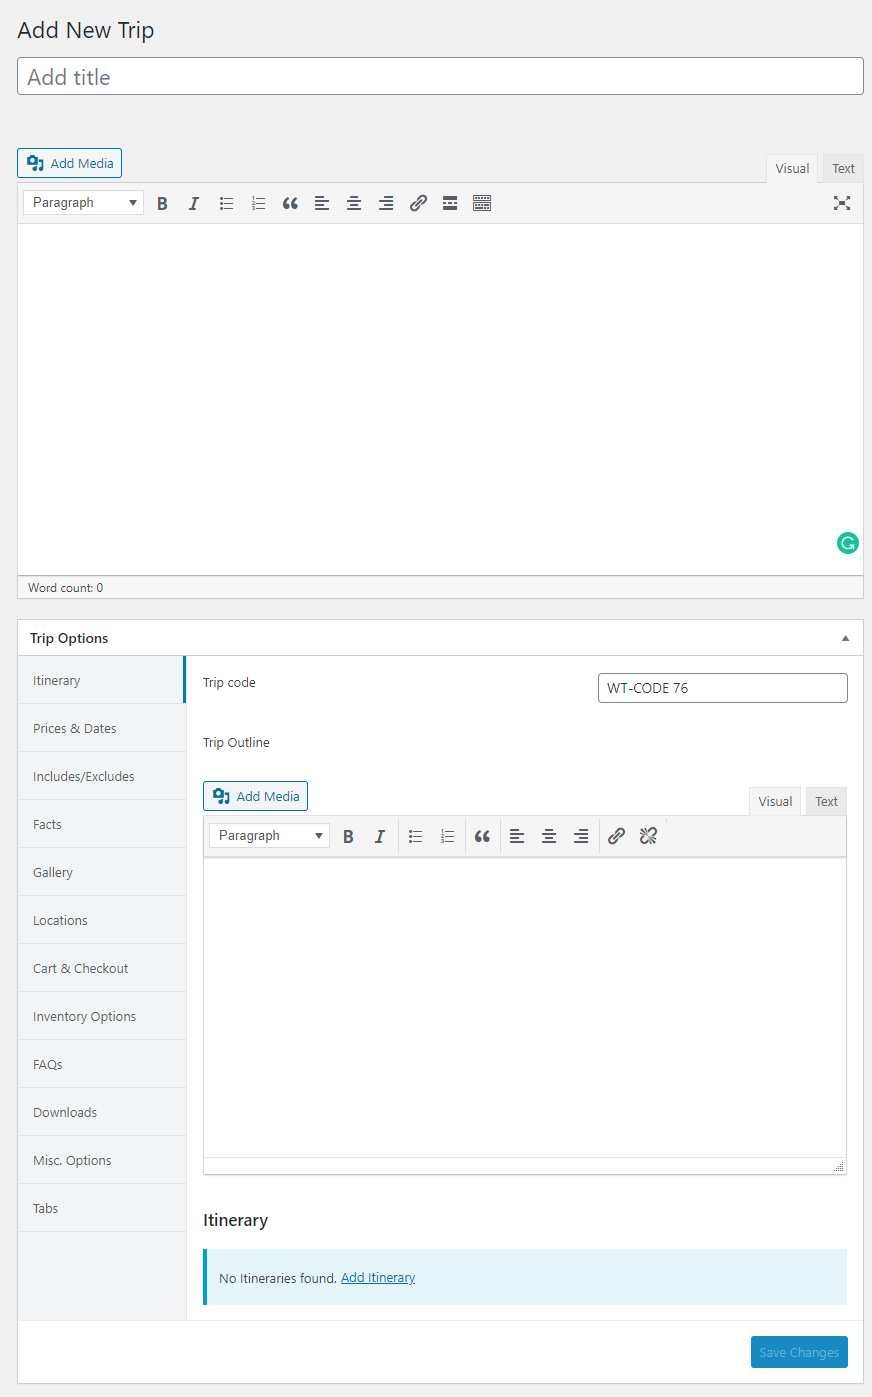 Add New Trip
Add title
Add Media
Visual Text
Paragraph B I
Word count: 0
Trip Options
Itinerary
Prices & Dates
Includes/Excludes
Facts
Gallery
Locations
Cart & Checkout
Inventory Options
FAQs
Downloads
Misc. Options
Tabs
Trip code WT-CODE 76
Trip Outline
Add Media
Visual Text
Paragraph B I
Itinerary
No Itineraries found. Add Itinerary
Save Changes